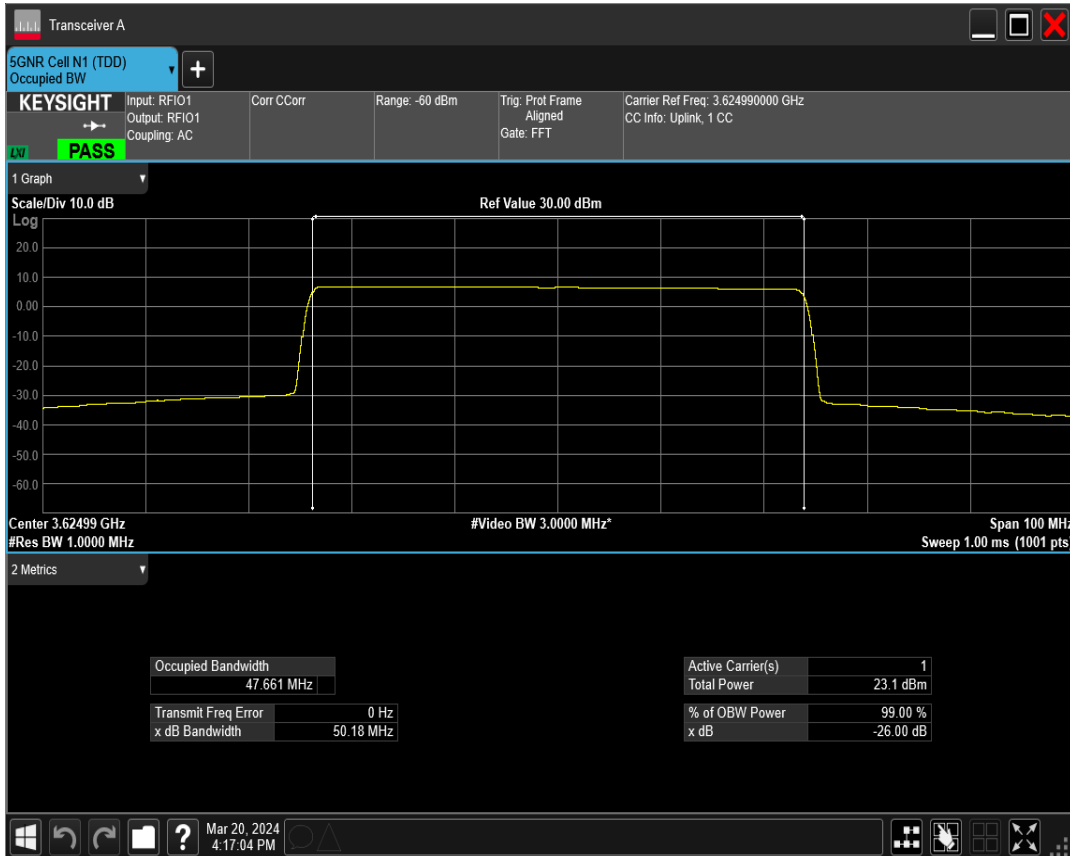 Transceiver A
5GNR Cell N1 (TDD)
Occupied BW
+
KEYSIGHT
LXI
PASS
Input: RFIO1
Output: RFIO1
Coupling: AC
Corr CCorr
Range: -60 dBm
Trig: Prot Frame
Aligned
Gate: FFT
Carrier Ref Freq: 3.624990000 GHz
CC Info: Uplink, 1 CC
1 Graph
Scale/Div 10.0 dB
Ref Value 30.00 dBm
Log
20.0
10.0
0.00
-10.0
-20.0
-30.0
-40.0
-50.0
-60.0
Center 3.62499 GHz
#Video BW 3.0000 MHz*
Span 100 MHz
#Res BW 1.0000 MHz
Sweep 1.00 ms (1001 pts)
2 Metrics
Occupied Bandwidth
47.661 MHz
Transmit Freq Error 0 Hz
x dB Bandwidth 50.18 MHz
Active Carrier(s) 1
Total Power 23.1 dBm
% of OBW Power 99.00 %
x dB -26.00 dB
?
Mar 20, 2024
4:17:04 PM